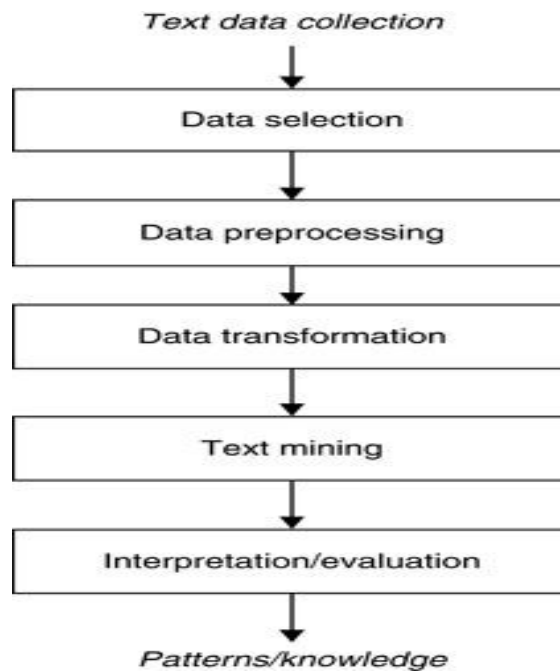 Text data collection
Data selection
Data preprocessing
Data transformation
Text mining
Interpretation/evaluation
Patterns/knowledge